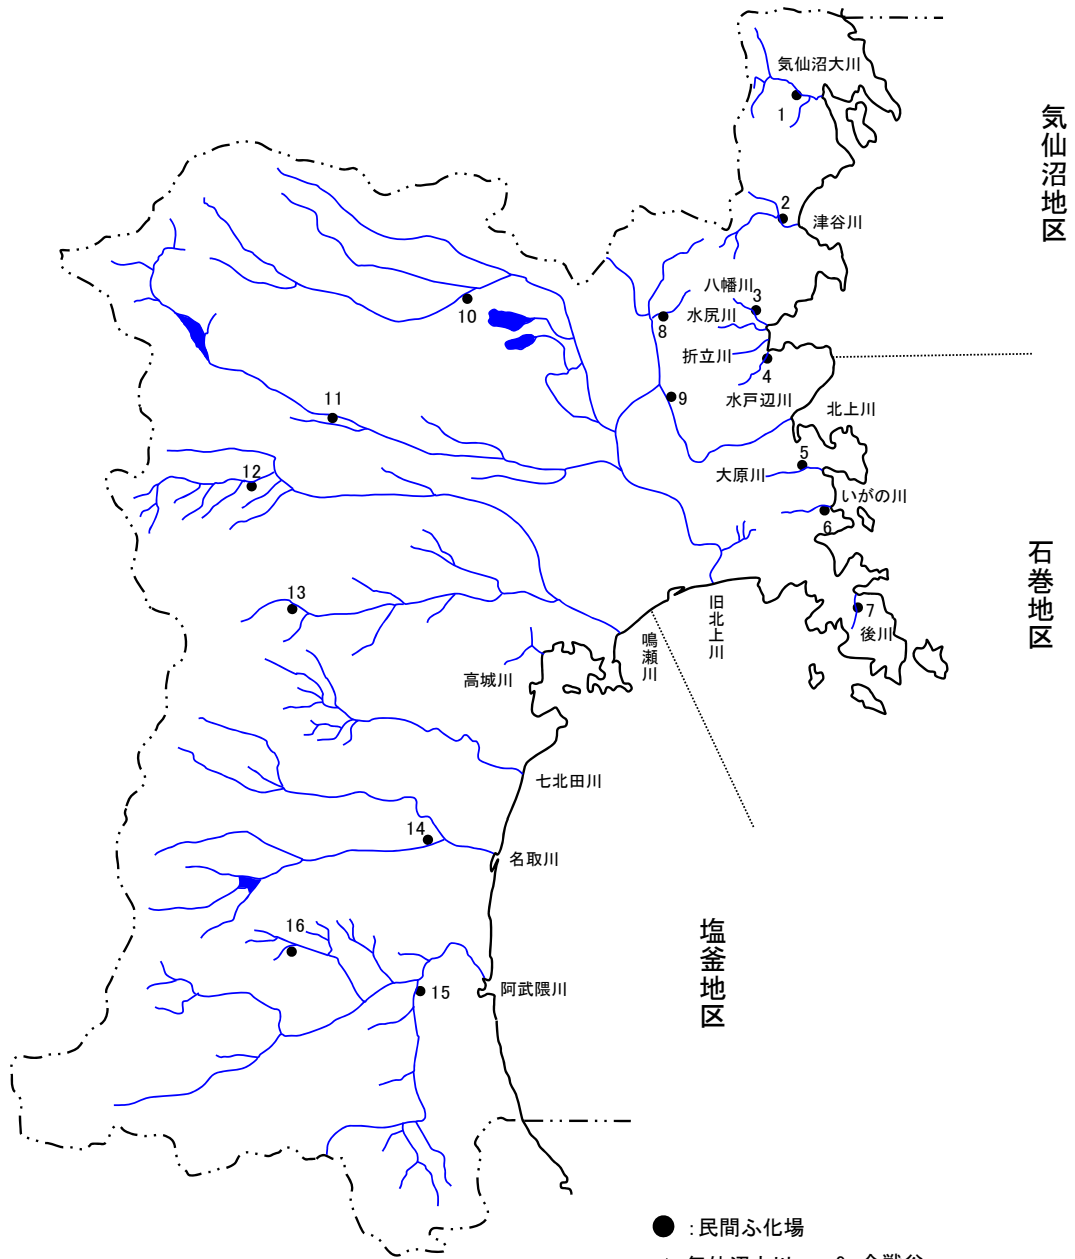 気仙沼大川
1
気仙沼地区
2
津谷川
八幡川
3
水尻川
8
10
折立川
4
9
水戸辺川
北上川
11
5
大原川
12
いがの川
6
石巻地区
13
旧北上川
7
後川
鳴瀬川
高城川
七北田川
14
名取川
16
塩釜地区
15
阿武隈川
●:民間ふ化場